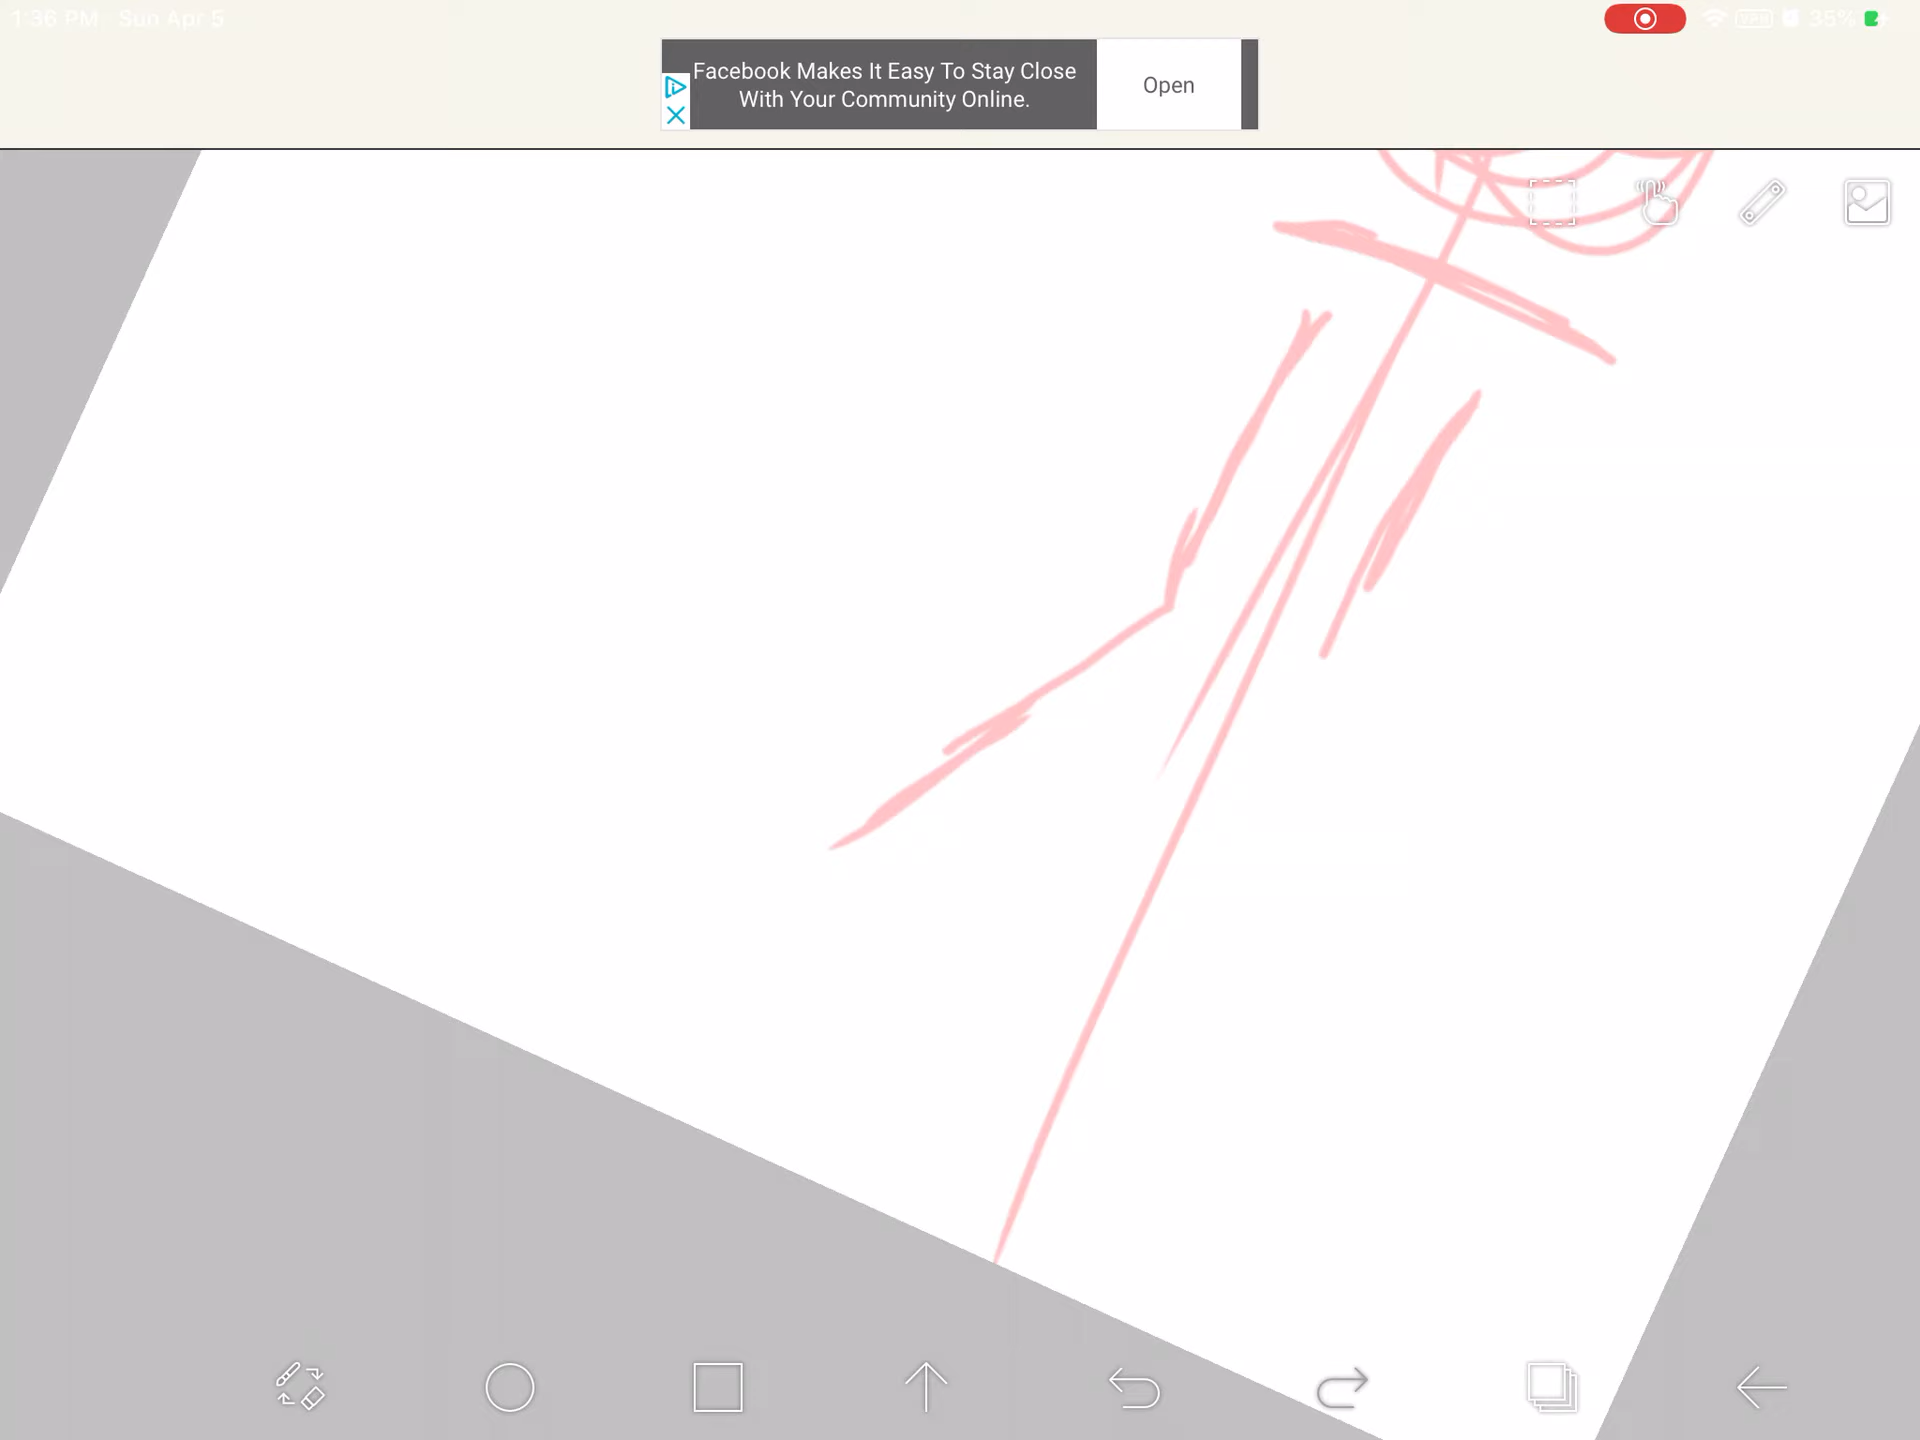 1:36 PM Sun Apr 5
VPN 35%
Facebook Makes It Easy To Stay Close
With Your Community Online.
Open